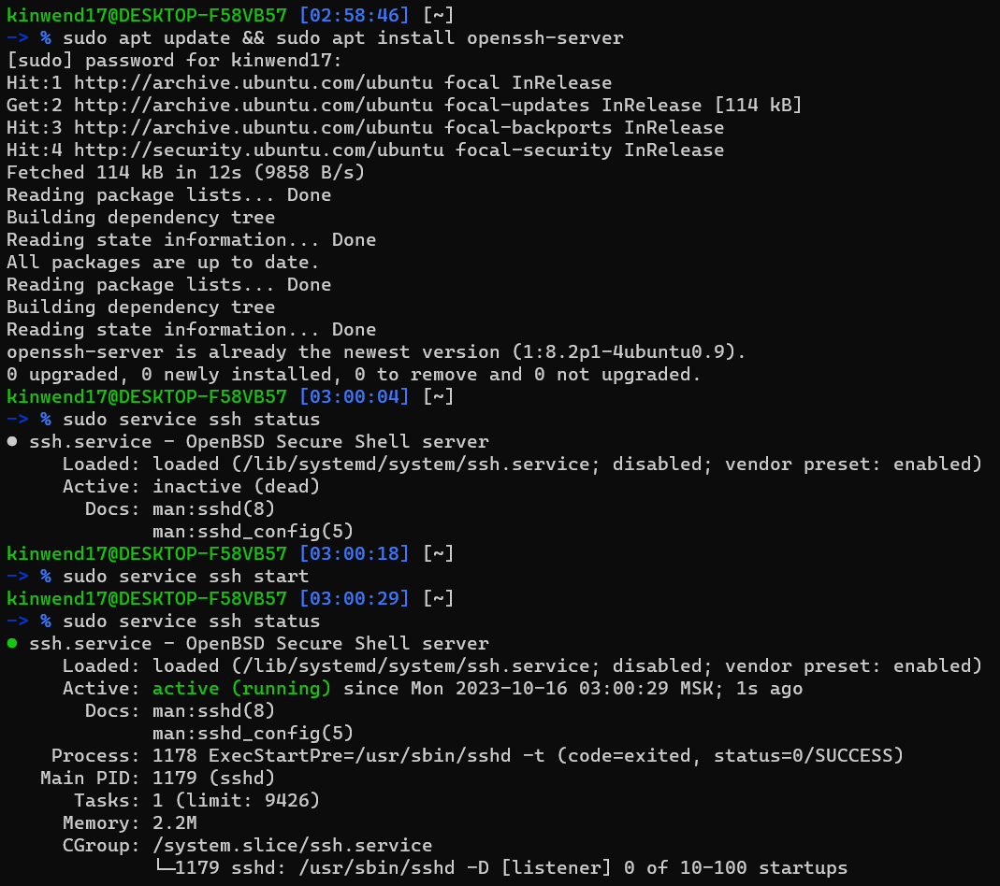 kinwend17@DESKTOP-F58VB57 [02:58:46] [~]
-> % sudo apt update && sudo apt install openssh-server
[sudo] password for kinwend17:
Hit:1 http://archive.ubuntu.com/ubuntu focal InRelease
Get:2 http://archive.ubuntu.com/ubuntu focal-updates InRelease [114 kB]
Hit:3 http://archive.ubuntu.com/ubuntu focal-backports InRelease
Hit:4 http://security.ubuntu.com/ubuntu focal-security InRelease
Fetched 114 kB in 12s (9858 B/s)
Reading package lists... Done
Building dependency tree
Reading state information... Done
All packages are up to date.
Reading package lists... Done
Building dependency tree
Reading state information... Done
openssh-server is already the newest version (1:8.2p1-4ubuntu0.9).
0 upgraded, 0 newly installed, 0 to remove and 0 not upgraded.
kinwend17@DESKTOP-F58VB57 [03:00:04] [~]
-> % sudo service ssh status
● ssh.service - OpenBSD Secure Shell server
     Loaded: loaded (/lib/systemd/system/ssh.service; disabled; vendor preset: enabled)
     Active: inactive (dead)
       Docs: man:sshd(8)
             man:sshd_config(5)
kinwend17@DESKTOP-F58VB57 [03:00:18] [~]
-> % sudo service ssh start
kinwend17@DESKTOP-F58VB57 [03:00:29] [~]
-> % sudo service ssh status
● ssh.service - OpenBSD Secure Shell server
     Loaded: loaded (/lib/systemd/system/ssh.service; disabled; vendor preset: enabled)
     Active: active (running) since Mon 2023-10-16 03:00:29 MSK; 1s ago
       Docs: man:sshd(8)
             man:sshd_config(5)
    Process: 1178 ExecStartPre=/usr/sbin/sshd -t (code=exited, status=0/SUCCESS)
   Main PID: 1179 (sshd)
      Tasks: 1 (limit: 9426)
     Memory: 2.2M
     CGroup: /system.slice/ssh.service
             └─1179 sshd: /usr/sbin/sshd -D [listener] 0 of 10-100 startups